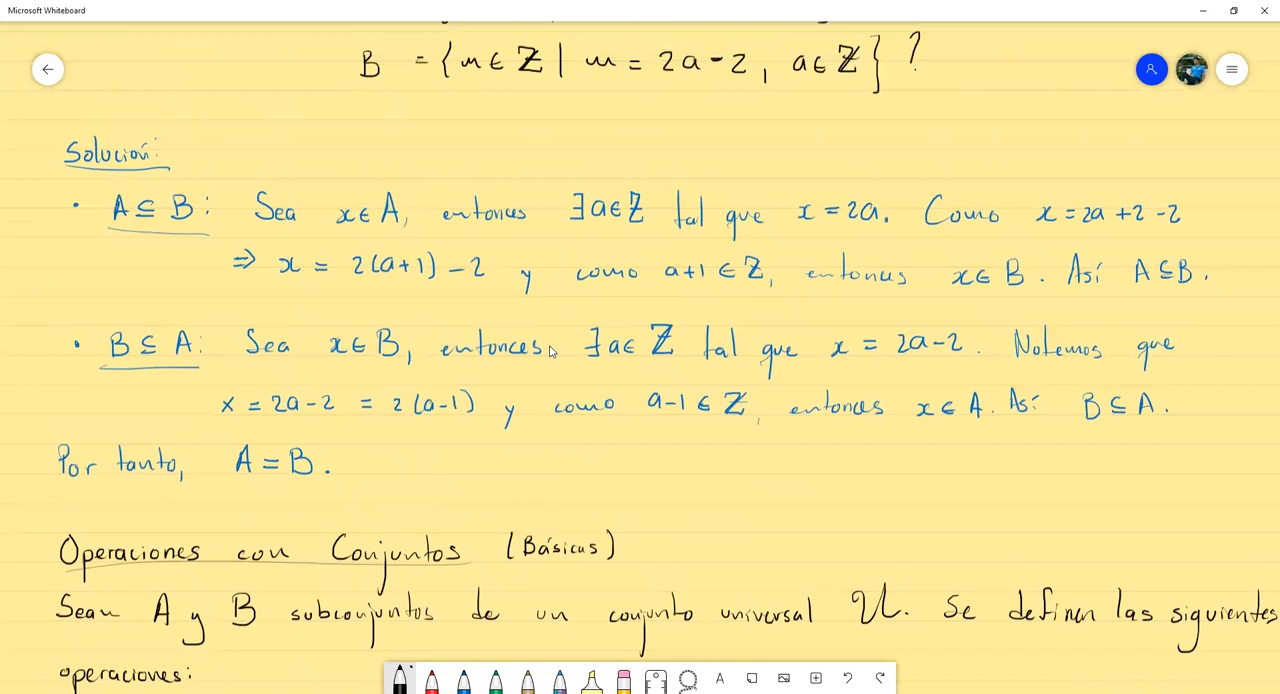 Microsoft Whiteboard
B = {m ∈ ℤ | m = 2a - 2, a ∈ ℤ} ?
Solución:
· A ⊆ B: Sea x ∈ A, entonces ∃ a ∈ ℤ tal que x = 2a. Como x = 2a + 2 - 2
⇒ x = 2(a+1) - 2 y como a+1 ∈ ℤ, entonces x ∈ B. Así A ⊆ B.
· B ⊆ A: Sea x ∈ B, entonces ∃ a ∈ ℤ tal que x = 2a - 2. Notemos que
x = 2a - 2 = 2(a-1) y como a-1 ∈ ℤ, entonces x ∈ A. Así B ⊆ A.
Por tanto, A = B.
Operaciones con Conjuntos (Básicas)
Sean A y B subconjuntos de un conjunto universal 𝒰. Se definen las siguientes
operaciones: